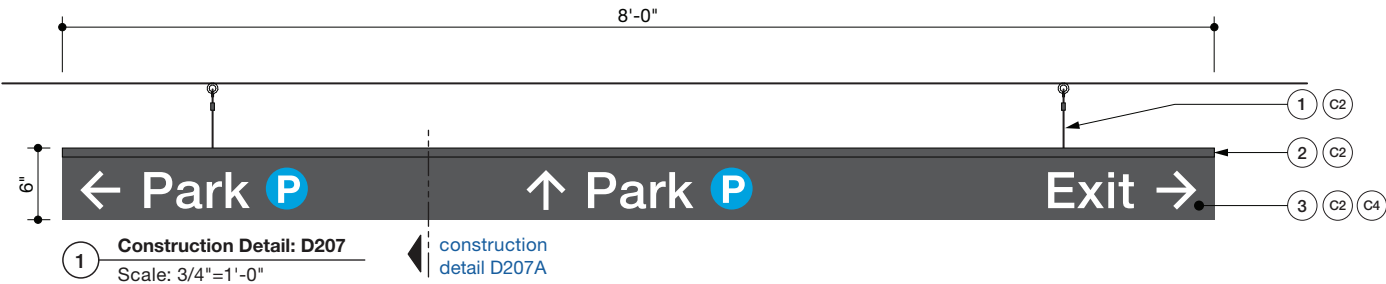 8'-0"
1 C2
2 C2
6"
← Park P ↑ Park P Exit →
3 C2 C4
1 Construction Detail: D207
Scale: 3/4"=1'-0"
construction
detail D207A